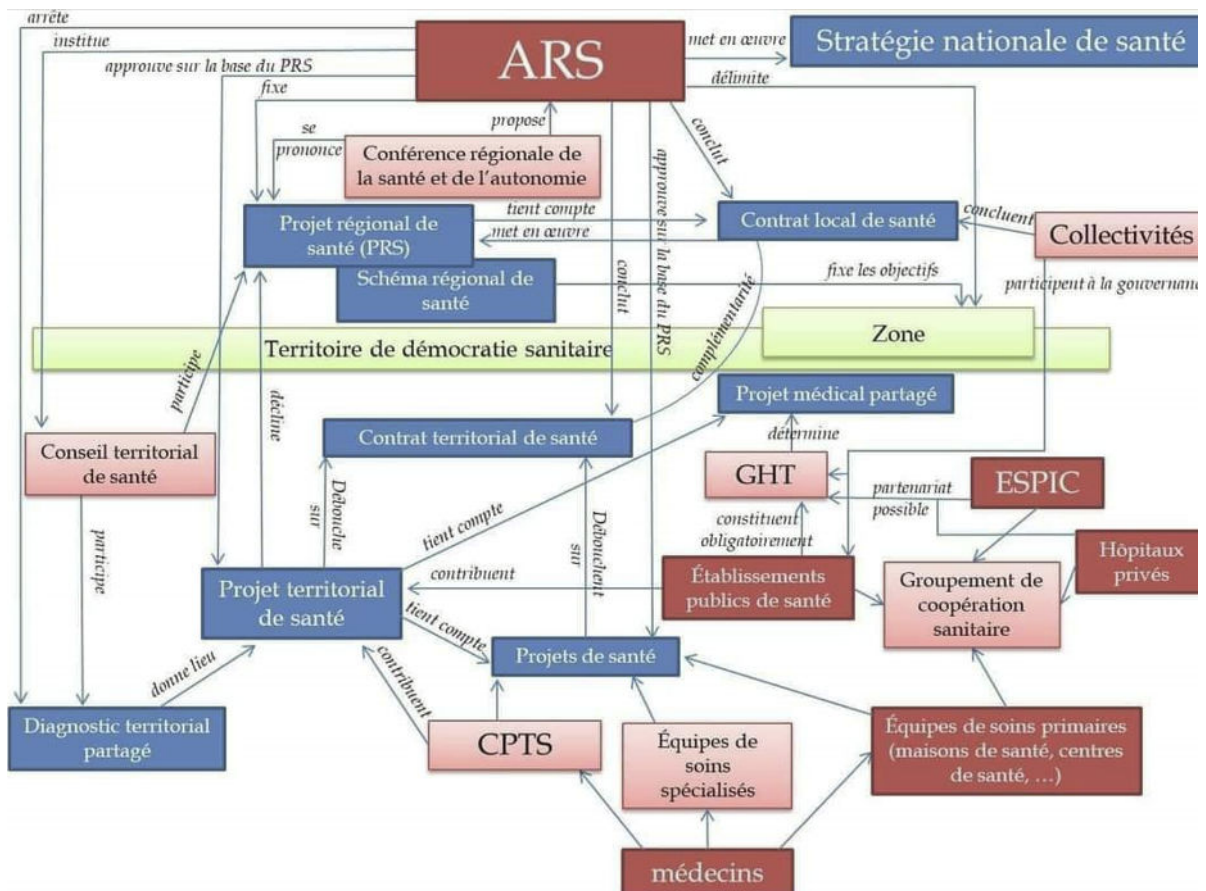 arrête
institue
approuve sur la base du PRS
fixe
ARS
met en œuvre
Stratégie nationale de santé
délimite
se
prononce
propose
conclut
Conférence régionale de
la santé et de l'autonomie
approuve sur la base du PRS
Projet régional de
santé (PRS)
tient compte
met en œuvre
Contrat local de santé
concluent
Collectivités
Schéma régional de
santé
conclut
fixe les objectifs
participent à la gouvernanc
complémentarité
Territoire de démocratie sanitaire
Zone
participe
décline
Projet médical partagé
Contrat territorial de santé
détermine
Conseil territorial
de santé
GHT
ESPIC
partenariat
possible
Débouche
sur
tient compte
Débouchent
sur
constituent
obligatoirement
participe
Hôpitaux
privés
Projet territorial
de santé
contribuent
Établissements
publics de santé
Groupement de
coopération
sanitaire
tient compte
Projets de santé
donne lieu
contribuent
Diagnostic territorial
partagé
CPTS
Équipes de
soins
spécialisés
Équipes de soins primaires
(maisons de santé, centres
de santé, ...)
médecins